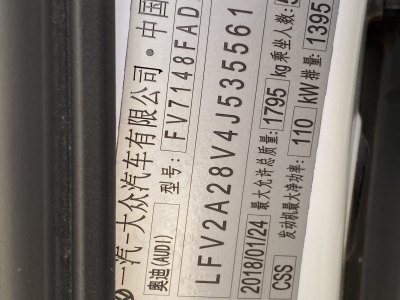 一汽-大众汽车有限公司·中国
奥迪(AUDI) 型号: FV7148FAD
LFV2A28V4J535561
2018/01/24 最大允许总质量: 1795 kg 乘坐人数:
CSS 发动机最大净功率: 110 kW 排量: 1395